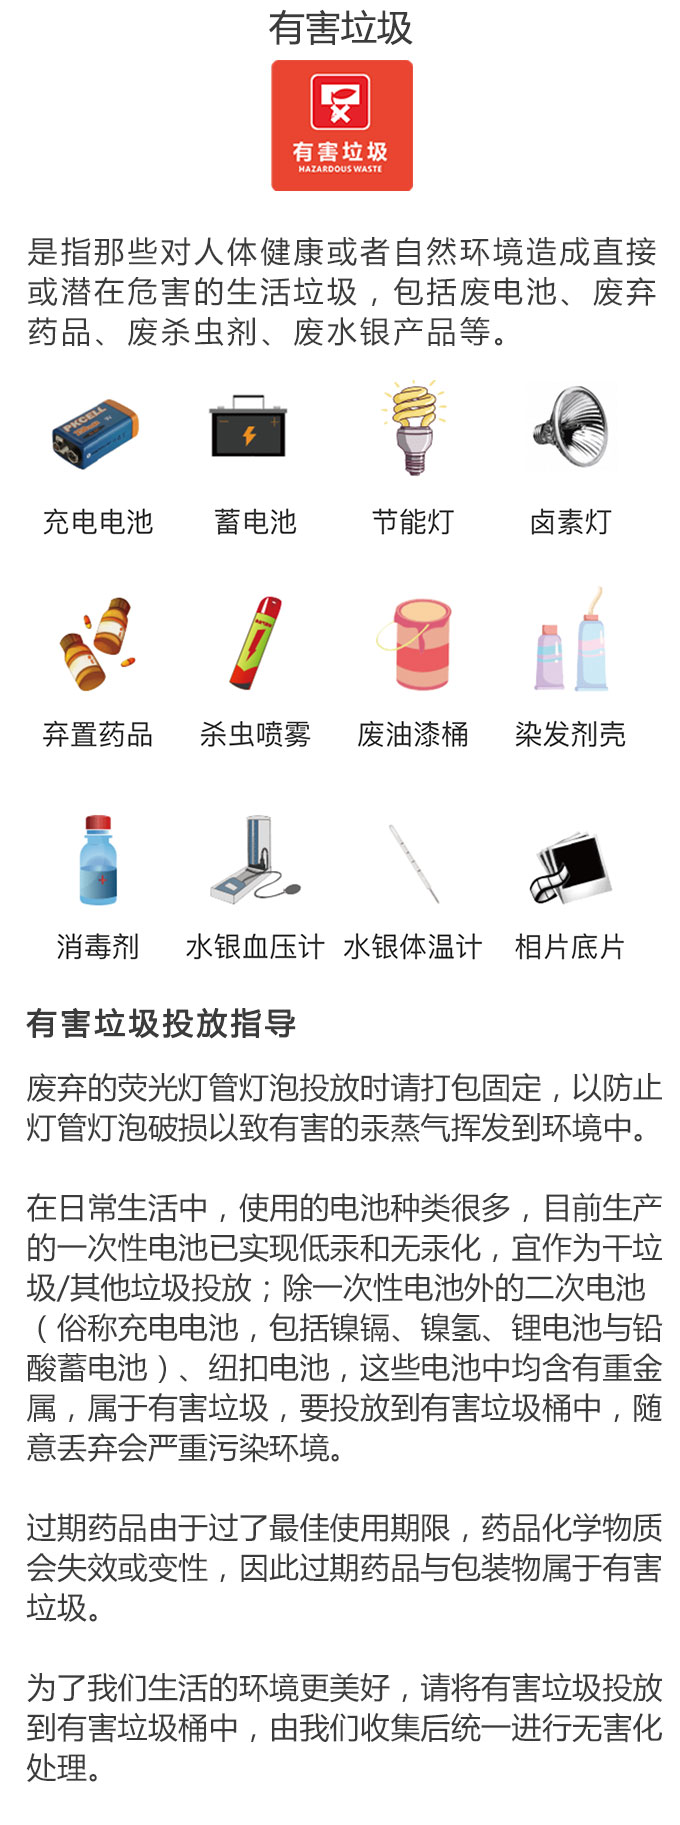 有害垃圾
有害垃圾
HAZARDOUS WASTE
是指那些对人体健康或者自然环境造成直接
或潜在危害的生活垃圾，包括废电池、废弃
药品、废杀虫剂、废水银产品等。
PKCELL
充电电池 蓄电池 节能灯 卤素灯
弃置药品 杀虫喷雾 废油漆桶 染发剂壳
消毒剂 水银血压计 水银体温计 相片底片
有害垃圾投放指导
废弃的荧光灯管灯泡投放时请打包固定，以防止
灯管灯泡破损以致有害的汞蒸气挥发到环境中。
在日常生活中，使用的电池种类很多，目前生产
的一次性电池已实现低汞和无汞化，宜作为干垃
圾/其他垃圾投放；除一次性电池外的二次电池
（俗称充电电池，包括镍镉、镍氢、锂电池与铅
酸蓄电池）、纽扣电池，这些电池中均含有重金
属，属于有害垃圾，要投放到有害垃圾桶中，随
意丢弃会严重污染环境。
过期药品由于过了最佳使用期限，药品化学物质
会失效或变性，因此过期药品与包装物属于有害
垃圾。
为了我们生活的环境更美好，请将有害垃圾投放
到有害垃圾桶中，由我们收集后统一进行无害化
处理。